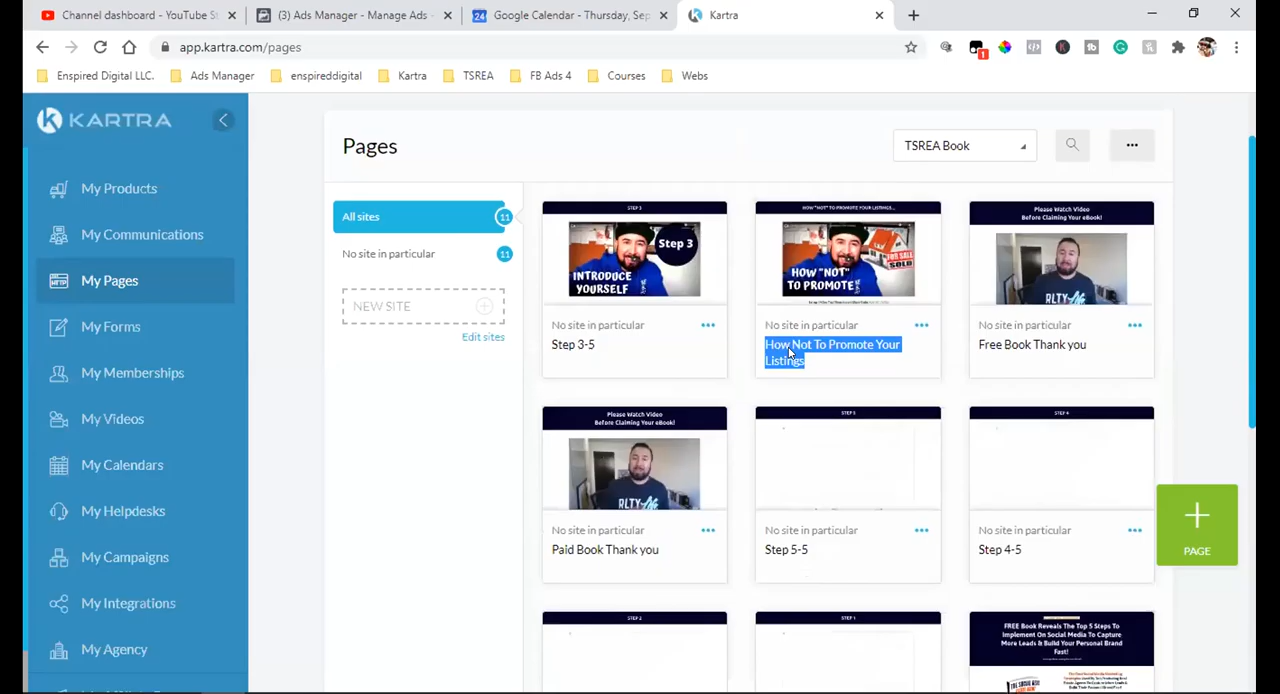 Channel dashboard - YouTube St
(3) Ads Manager - Manage Ads -
24
Google Calendar - Thursday, Sep
Kartra
app.kartra.com/pages
1
Enspired Digital LLC.
Ads Manager
enspireddigital
Kartra
TSREA
FB Ads 4
Courses
Webs
KARTRA
My Products
My Communications
My Pages
My Forms
My Memberships
My Videos
My Calendars
My Helpdesks
My Campaigns
My Integrations
My Agency
Pages
TSREA Book
All sites
11
No site in particular
11
NEW SITE
Edit sites
STEP 3
Step 3
INTRODUCE
YOURSELF
No site in particular
Step 3-5
HOW "NOT" TO PROMOTE YOUR LISTINGS...
HOW "NOT"
TO PROMOTE
FOR SALE
SOLD
No site in particular
How Not To Promote Your
Listings
Please Watch Video
Before Claiming Your eBook!
RLTY
No site in particular
Free Book Thank you
Please Watch Video
Before Claiming Your eBook!
RLTY
No site in particular
Paid Book Thank you
STEP 5
No site in particular
Step 5-5
STEP 4
No site in particular
Step 4-5
STEP 2
STEP 1
FREE Book Reveals The Top 5 Steps To
Implement On Social Media To Capture
More Leads & Build Your Personal Brand
Fast!
PAGE